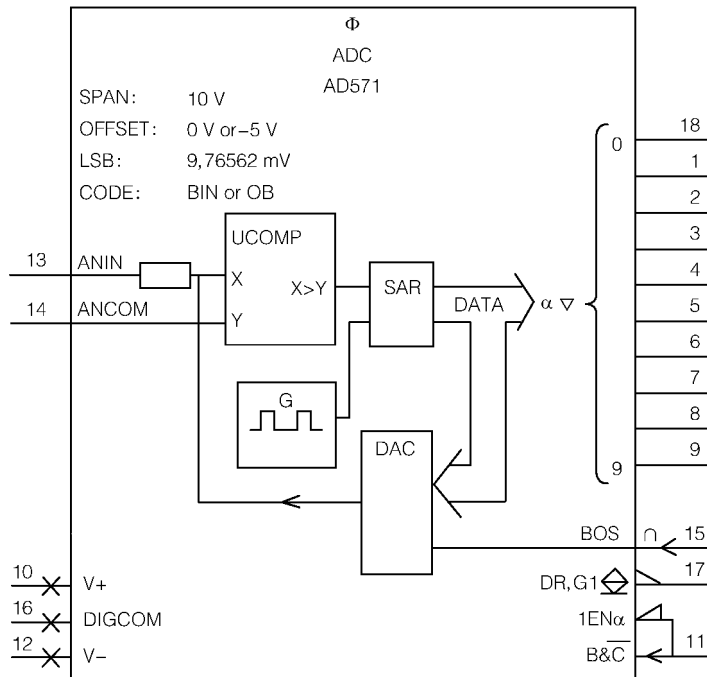 Φ
ADC
AD571
SPAN: 10 V
OFFSET: 0 V or–5 V
LSB: 9,76562 mV
CODE: BIN or OB
0 18
1
2
3
4
5
6
7
8
9 9
13 ANIN
14 ANCOM
UCOMP
X
X>Y
Y
SAR
DATA
α ▽
G
DAC
BOS ∩ 15
10 V+
16 DIGCOM
12 V–
DR,G1 17
1ENα
B&C̅ 11